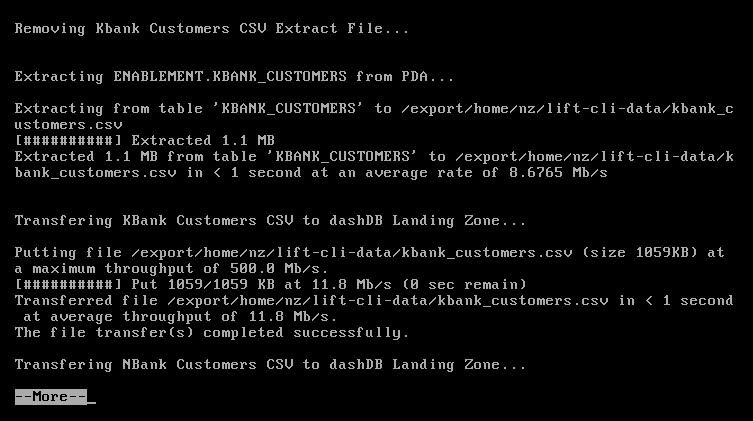 Removing Kbank Customers CSV Extract File...
Extracting ENABLEMENT.KBANK_CUSTOMERS from PDA...
Extracting from table 'KBANK_CUSTOMERS' to /export/home/nz/lift-cli-data/kbank_c
ustomers.csv
[##########] Extracted 1.1 MB
Extracted 1.1 MB from table 'KBANK_CUSTOMERS' to /export/home/nz/lift-cli-data/k
bank_customers.csv in < 1 second at an average rate of 8.6765 Mb/s
Transfering KBank Customers CSV to dashDB Landing Zone...
Putting file /export/home/nz/lift-cli-data/kbank_customers.csv (size 1059KB) at
a maximum throughput of 500.0 Mb/s.
[##########] Put 1059/1059 KB at 11.8 Mb/s (0 sec remain)
Transferred file /export/home/nz/lift-cli-data/kbank_customers.csv in < 1 second
 at average throughput of 11.8 Mb/s.
The file transfer(s) completed successfully.
Transfering NBank Customers CSV to dashDB Landing Zone...
--More--_